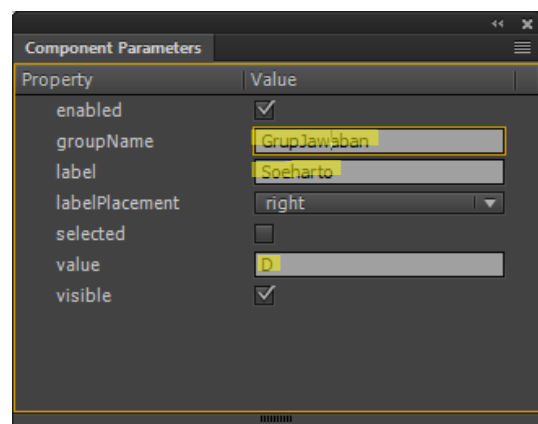 Component Parameters
Property Value
enabled
groupName GrupJawaban
label Soeharto
labelPlacement right
selected
value D
visible